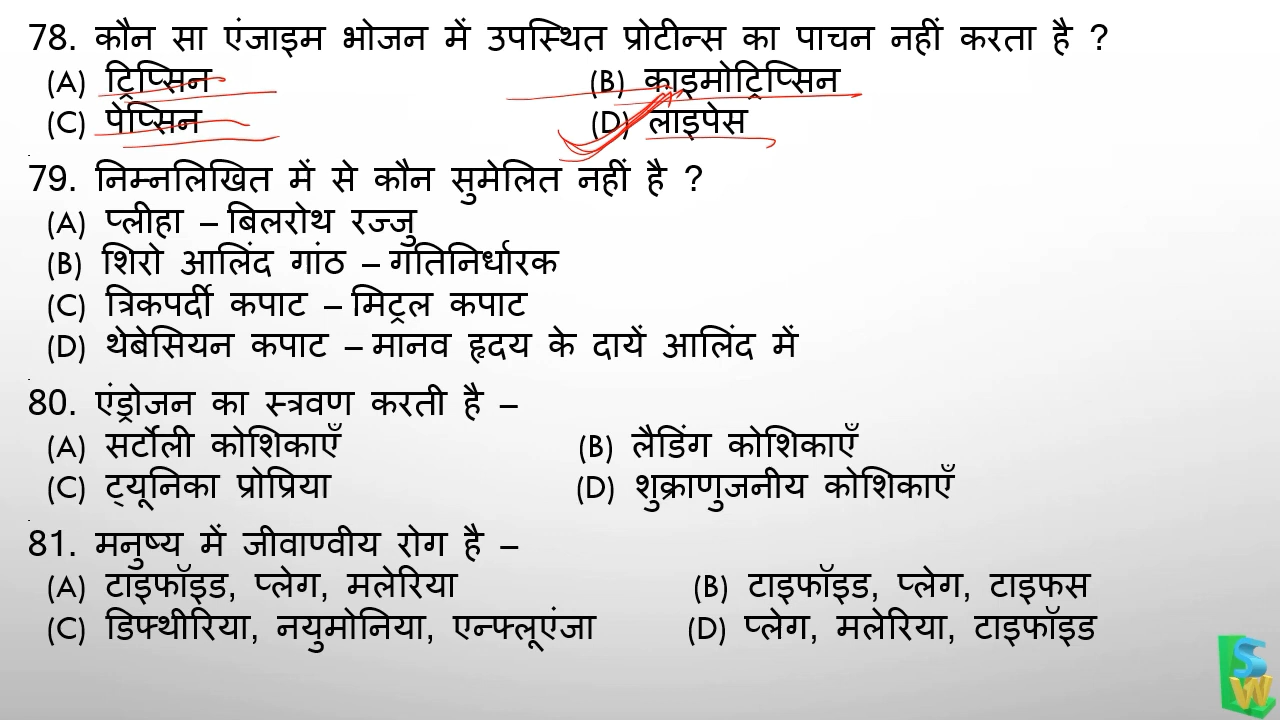 78. कौन सा एंजाइम भोजन में उपस्थित प्रोटीन्स का पाचन नहीं करता है ?
(A) ट्रिप्सिन (B) काइमोट्रिप्सिन
(C) पेप्सिन (D) लाइपेस
79. निम्नलिखित में से कौन सुमेलित नहीं है ?
(A) प्लीहा – बिलरोथ रज्जु
(B) शिरो आलिंद गांठ – गतिनिर्धारक
(C) त्रिकपर्दी कपाट – मिट्रल कपाट
(D) थेबेसियन कपाट – मानव हृदय के दायें आलिंद में
80. एंड्रोजन का स्त्रवण करती है –
(A) सर्टोली कोशिकाएँ (B) लैडिंग कोशिकाएँ
(C) ट्यूनिका प्रोप्रिया (D) शुक्राणुजनीय कोशिकाएँ
81. मनुष्य में जीवाण्वीय रोग है –
(A) टाइफॉइड, प्लेग, मलेरिया (B) टाइफॉइड, प्लेग, टाइफस
(C) डिफ्थीरिया, नयुमोनिया, एन्फ्लूएंजा (D) प्लेग, मलेरिया, टाइफॉइड
SW